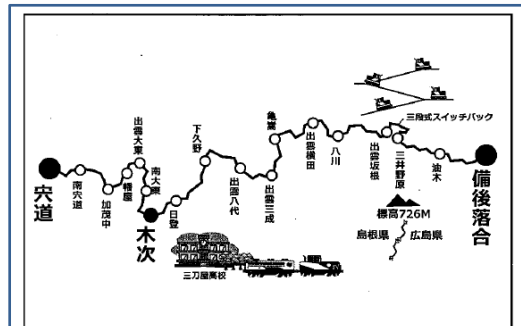 宍道
南宍道
加茂中
幡屋
出雲大東
南大東
木次
日登
下久野
出雲八代
出雲三成
亀嵩
出雲横田
八川
出雲坂根
三段式スイッチバック
三井野原
油木
備後落合
標高726M
島根県
広島県
三刀屋高校